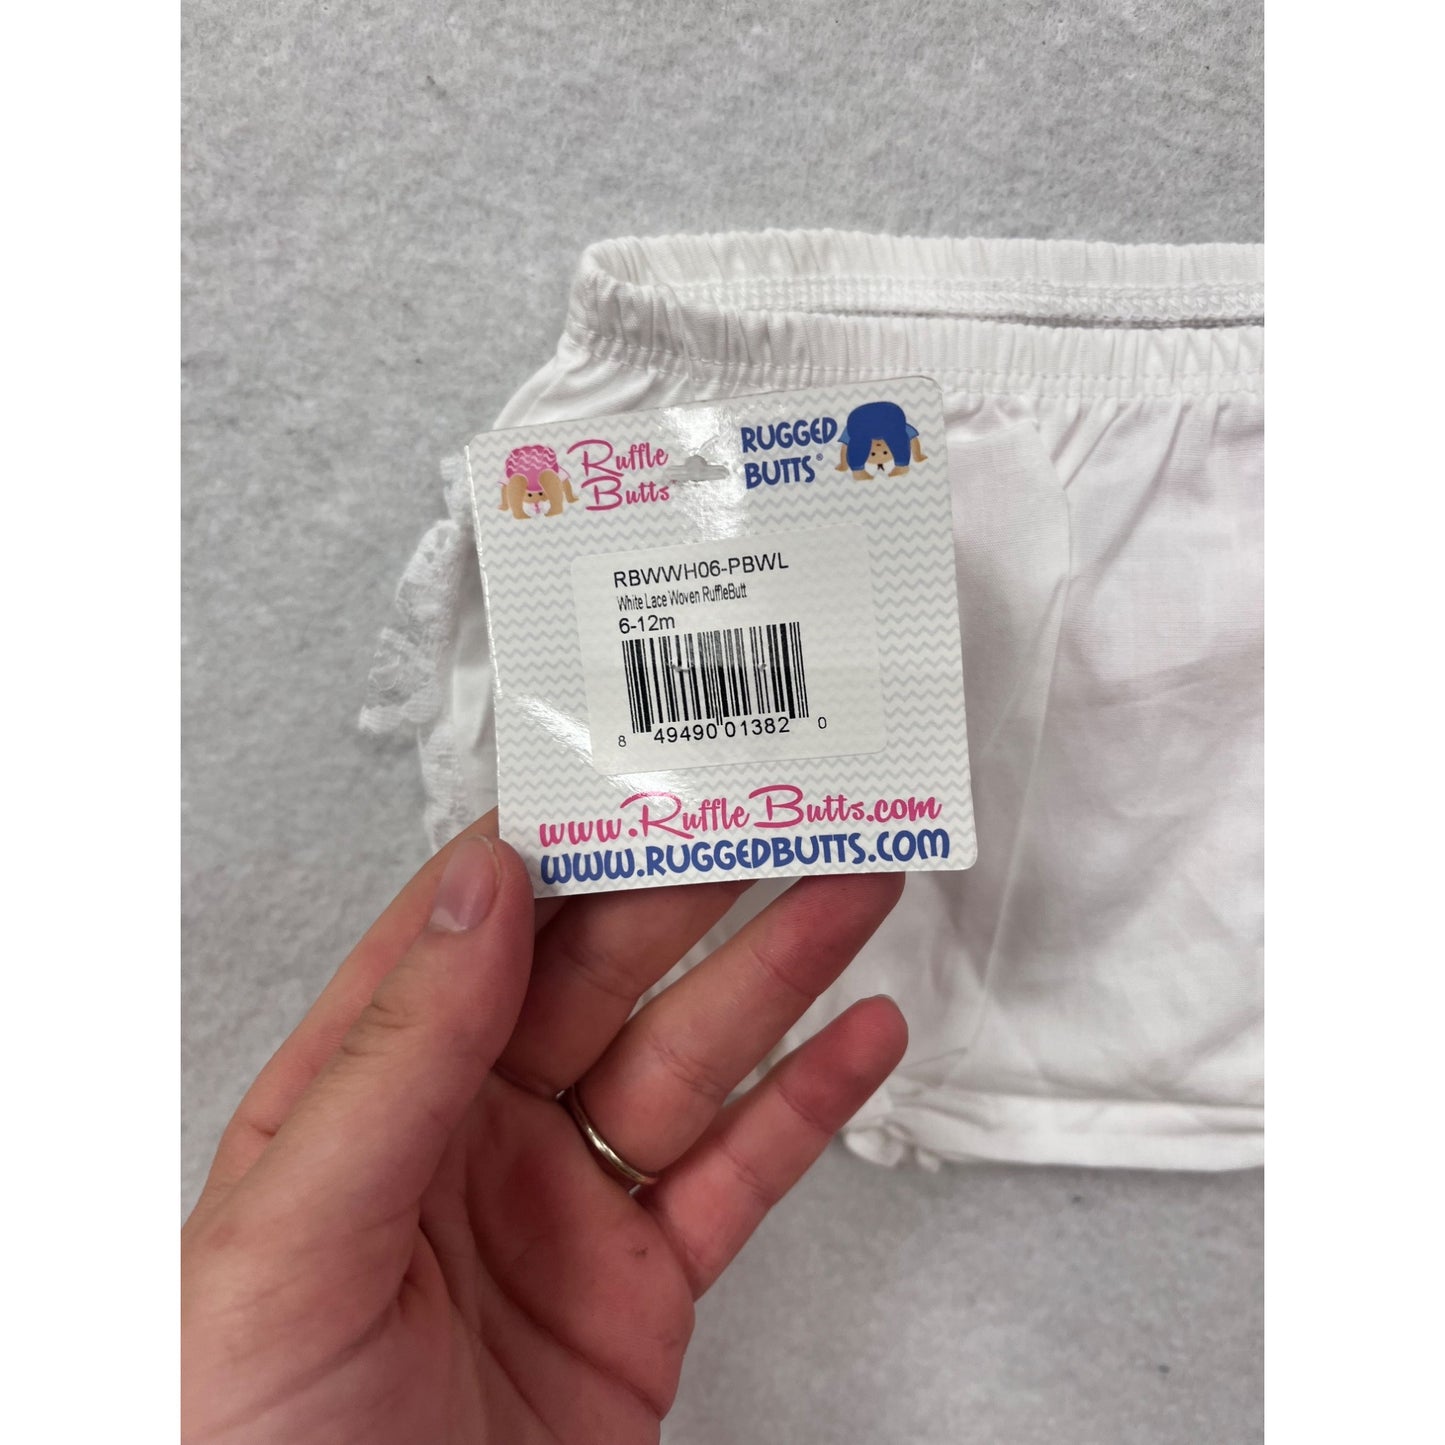 Ruffle
Butts
RUGGED
BUTTS®
RBWWH06-PBWL
White Lace Woven RuffleButt
6-12m
8 49490 01382 0
www.RuffleButts.com
WWW.RUGGEDBUTTS.COM